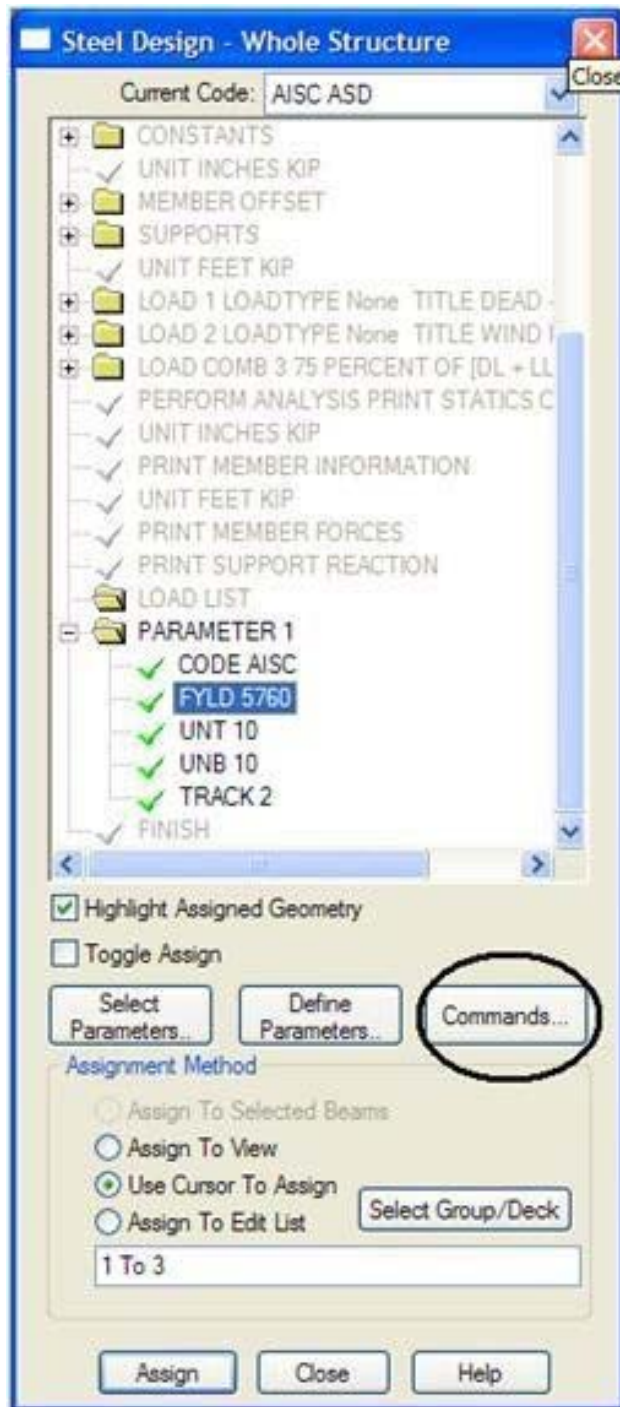 Steel Design - Whole Structure
Close
Current Code: AISC ASD
CONSTANTS
UNIT INCHES KIP
MEMBER OFFSET
SUPPORTS
UNIT FEET KIP
LOAD 1 LOADTYPE None TITLE DEAD
LOAD 2 LOADTYPE None TITLE WIND
LOAD COMB 3 75 PERCENT OF [DL + LL
PERFORM ANALYSIS PRINT STATICS C
UNIT INCHES KIP
PRINT MEMBER INFORMATION
UNIT FEET KIP
PRINT MEMBER FORCES
PRINT SUPPORT REACTION
LOAD LIST
PARAMETER 1
CODE AISC
FYLD 5760
UNT 10
UNB 10
TRACK 2
FINISH
Highlight Assigned Geometry
Toggle Assign
Select Parameters..
Define Parameters..
Commands...
Assignment Method
Assign To Selected Beams
Assign To View
Use Cursor To Assign
Assign To Edit List
Select Group/Deck
1 To 3
Assign Close Help